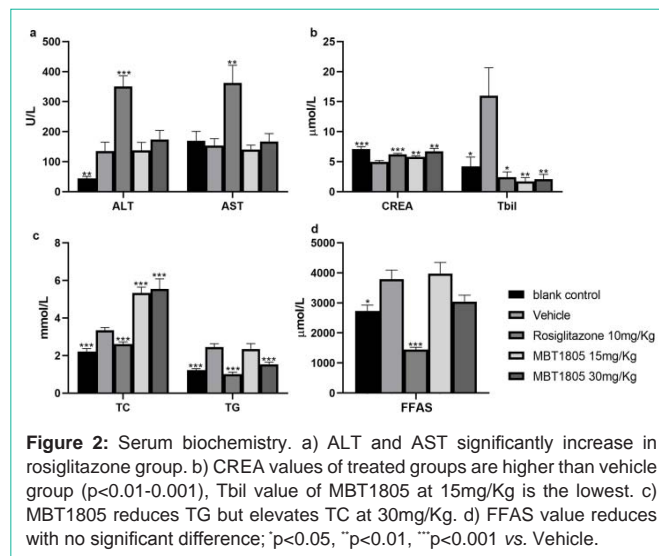 a
500
400
300
200
100
0
U/L
**
***
**
ALT
AST
b
25
20
15
10
5
0
μmol/L
***
***
**
**
*
*
**
**
CREA
Tbil
c
8
6
4
2
0
mmol/L
***
***
***
***
***
***
***
TC
TG
d
5000
4000
3000
2000
1000
0
μmol/L
*
***
FFAS
blank control
Vehicle
Rosiglitazone 10mg/Kg
MBT1805 15mg/Kg
MBT1805 30mg/Kg
Figure 2: Serum biochemistry. a) ALT and AST significantly increase in
rosiglitazone group. b) CREA values of treated groups are higher than vehicle
group (p<0.01-0.001), Tbil value of MBT1805 at 15mg/Kg is the lowest. c)
MBT1805 reduces TG but elevates TC at 30mg/Kg. d) FFAS value reduces
with no significant difference; *p<0.05, **p<0.01, ***p<0.001 vs. Vehicle.